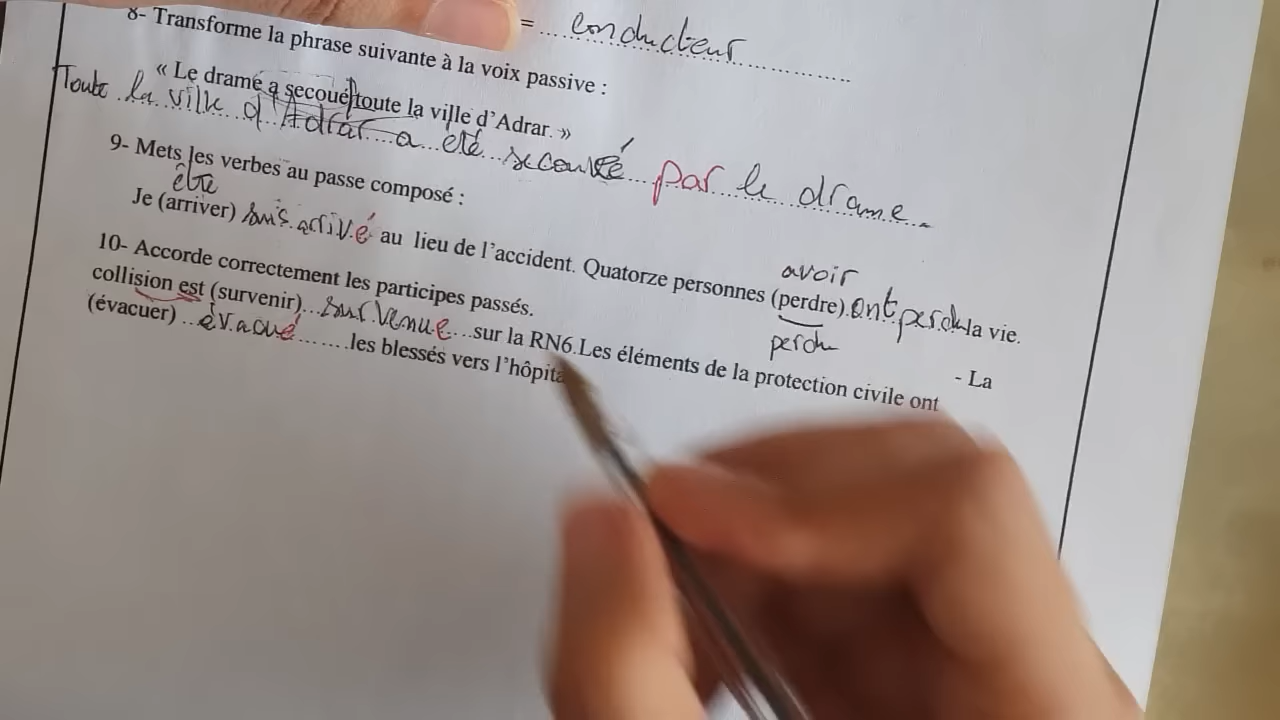 = conducteur
8- Transforme la phrase suivante à la voix passive :
« Le drame a secoué toute la ville d'Adrar. »
Toute la ville d'Adrar a été secouée par le drame.
9- Mets les verbes au passe composé :
être
Je (arriver) suis arrivé au lieu de l'accident. Quatorze personnes (perdre) ont perdu la vie.
avoir
perdu
10- Accorde correctement les participes passés.
- La
collision est (survenir)...survenue...sur la RN6.Les éléments de la protection civile ont
(évacuer) ...évacué.......les blessés vers l'hôpita